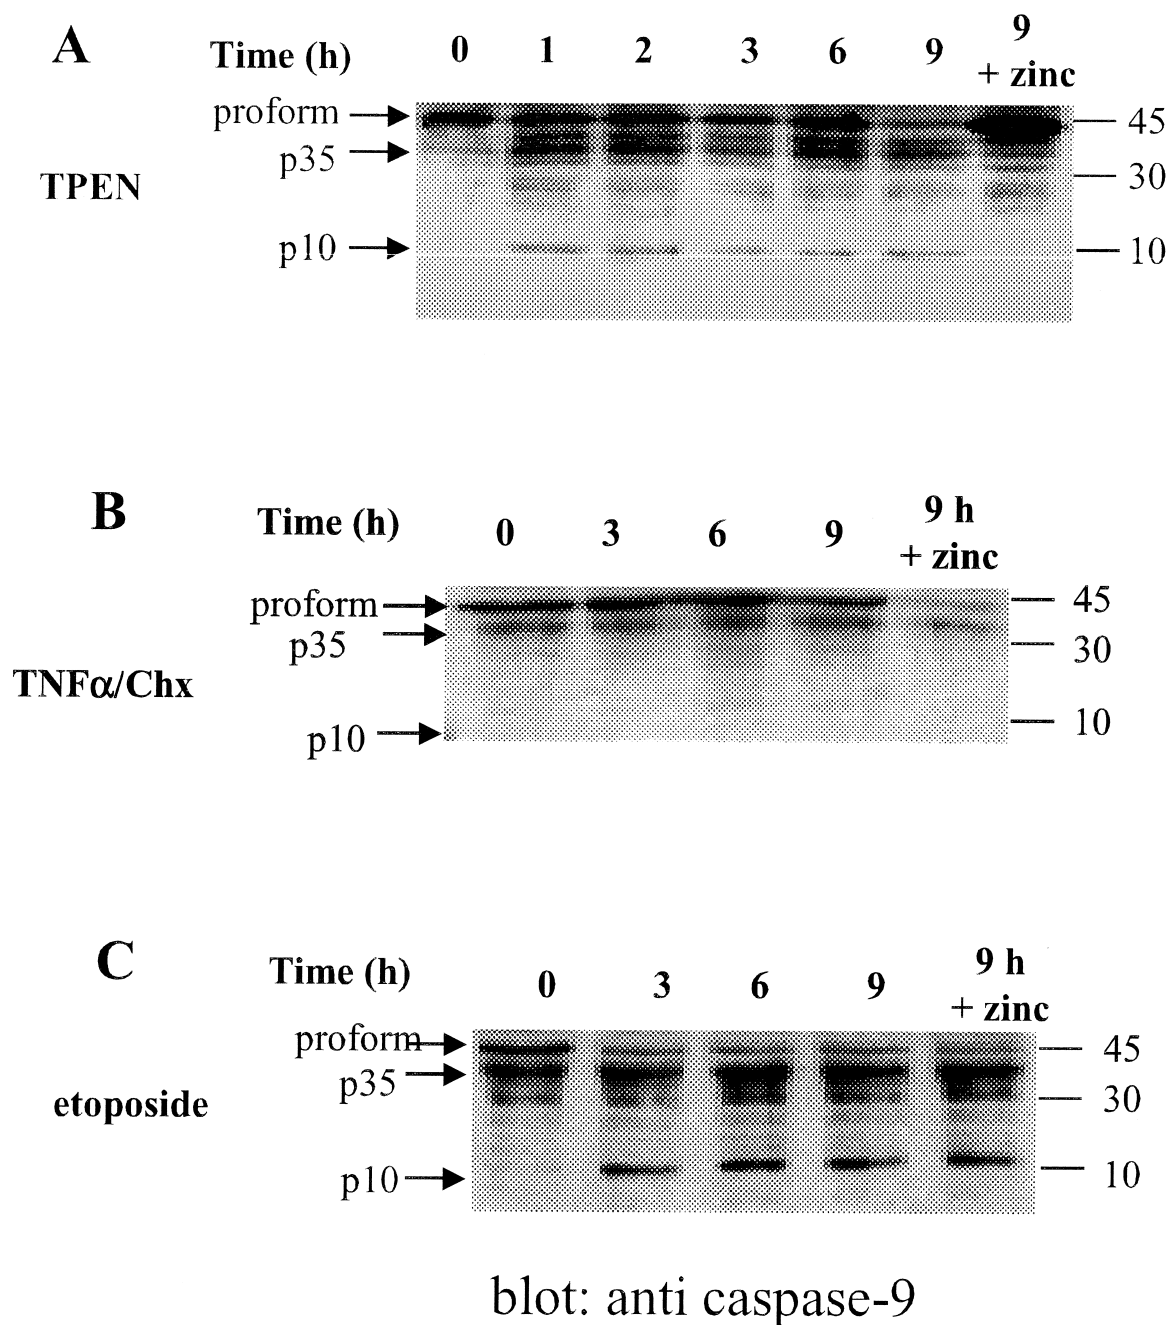 A
Time (h) 0 1 2 3 6 9 9 + zinc
proform
p35
TPEN
p10
45
30
10
B
Time (h) 0 3 6 9 9 h + zinc
proform
p35
TNFα/Chx
p10
45
30
10
C
Time (h) 0 3 6 9 9 h + zinc
proform
p35
etoposide
p10
45
30
10
blot: anti caspase-9